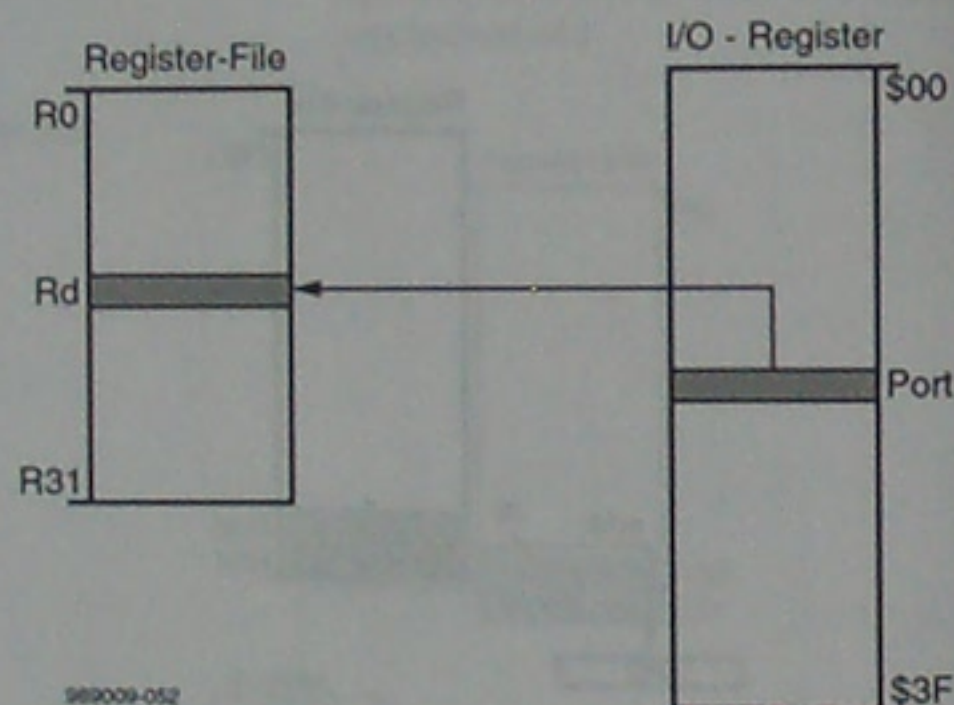 Register-File
I/O - Register
R0
$00
Rd
Port
R31
$3F
989009-052